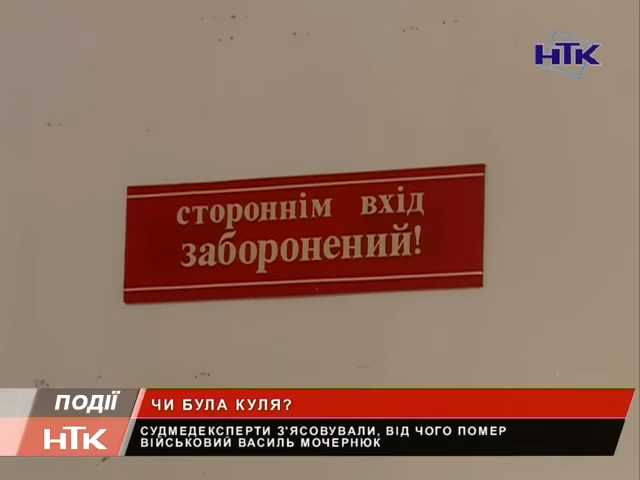 НТК
стороннім вхід
заборонений!
ПОДІЇ
ЧИ БУЛА КУЛЯ?
НТК
СУДМЕДЕКСПЕРТИ З'ЯСОВУВАЛИ, ВІД ЧОГО ПОМЕР
ВІЙСЬКОВИЙ ВАСИЛЬ МОЧЕРНЮК